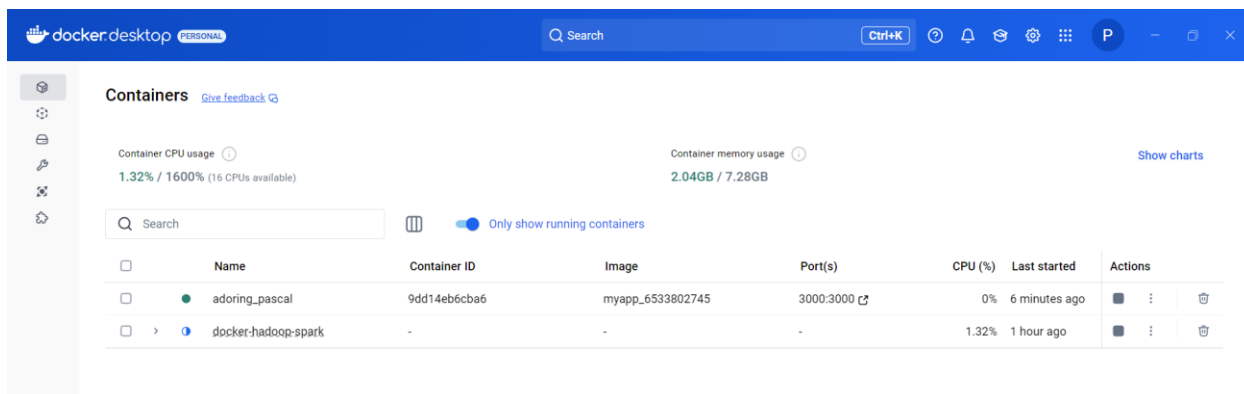 docker.desktop PERSONAL Search Ctrl+K P
Containers Give feedback
Container CPU usage Container memory usage
1.32% / 1600% (16 CPUs available) 2.04GB / 7.28GB Show charts
Search Only show running containers
Name Container ID Image Port(s) CPU (%) Last started Actions
adoring_pascal 9dd14eb6cba6 myapp_6533802745 3000:3000 0% 6 minutes ago
docker-hadoop-spark - - - 1.32% 1 hour ago